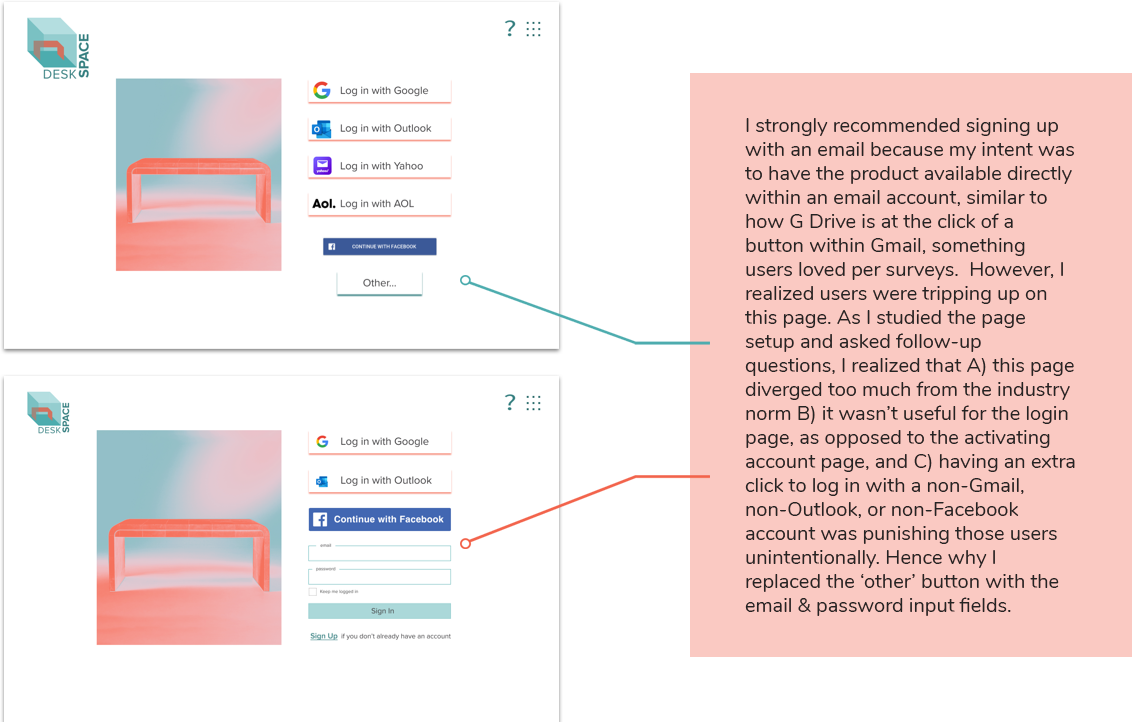 DESK
SPACE
?
Log in with Google
Log in with Outlook
yahoo!
Log in with Yahoo
Aol.
Log in with AOL
CONTINUE WITH FACEBOOK
Other...
DESK
SPACE
?
Log in with Google
Log in with Outlook
Continue with Facebook
email
password
Keep me logged in
Sign In
Sign Up if you don't already have an account
I strongly recommended signing up
with an email because my intent was
to have the product available directly
within an email account, similar to
how G Drive is at the click of a
button within Gmail, something
users loved per surveys.  However, I
realized users were tripping up on
this page. As I studied the page
setup and asked follow-up
questions, I realized that A) this page
diverged too much from the industry
norm B) it wasn't useful for the login
page, as opposed to the activating
account page, and C) having an extra
click to log in with a non-Gmail,
non-Outlook, or non-Facebook
account was punishing those users
unintentionally. Hence why I
replaced the ‘other’ button with the
email & password input fields.